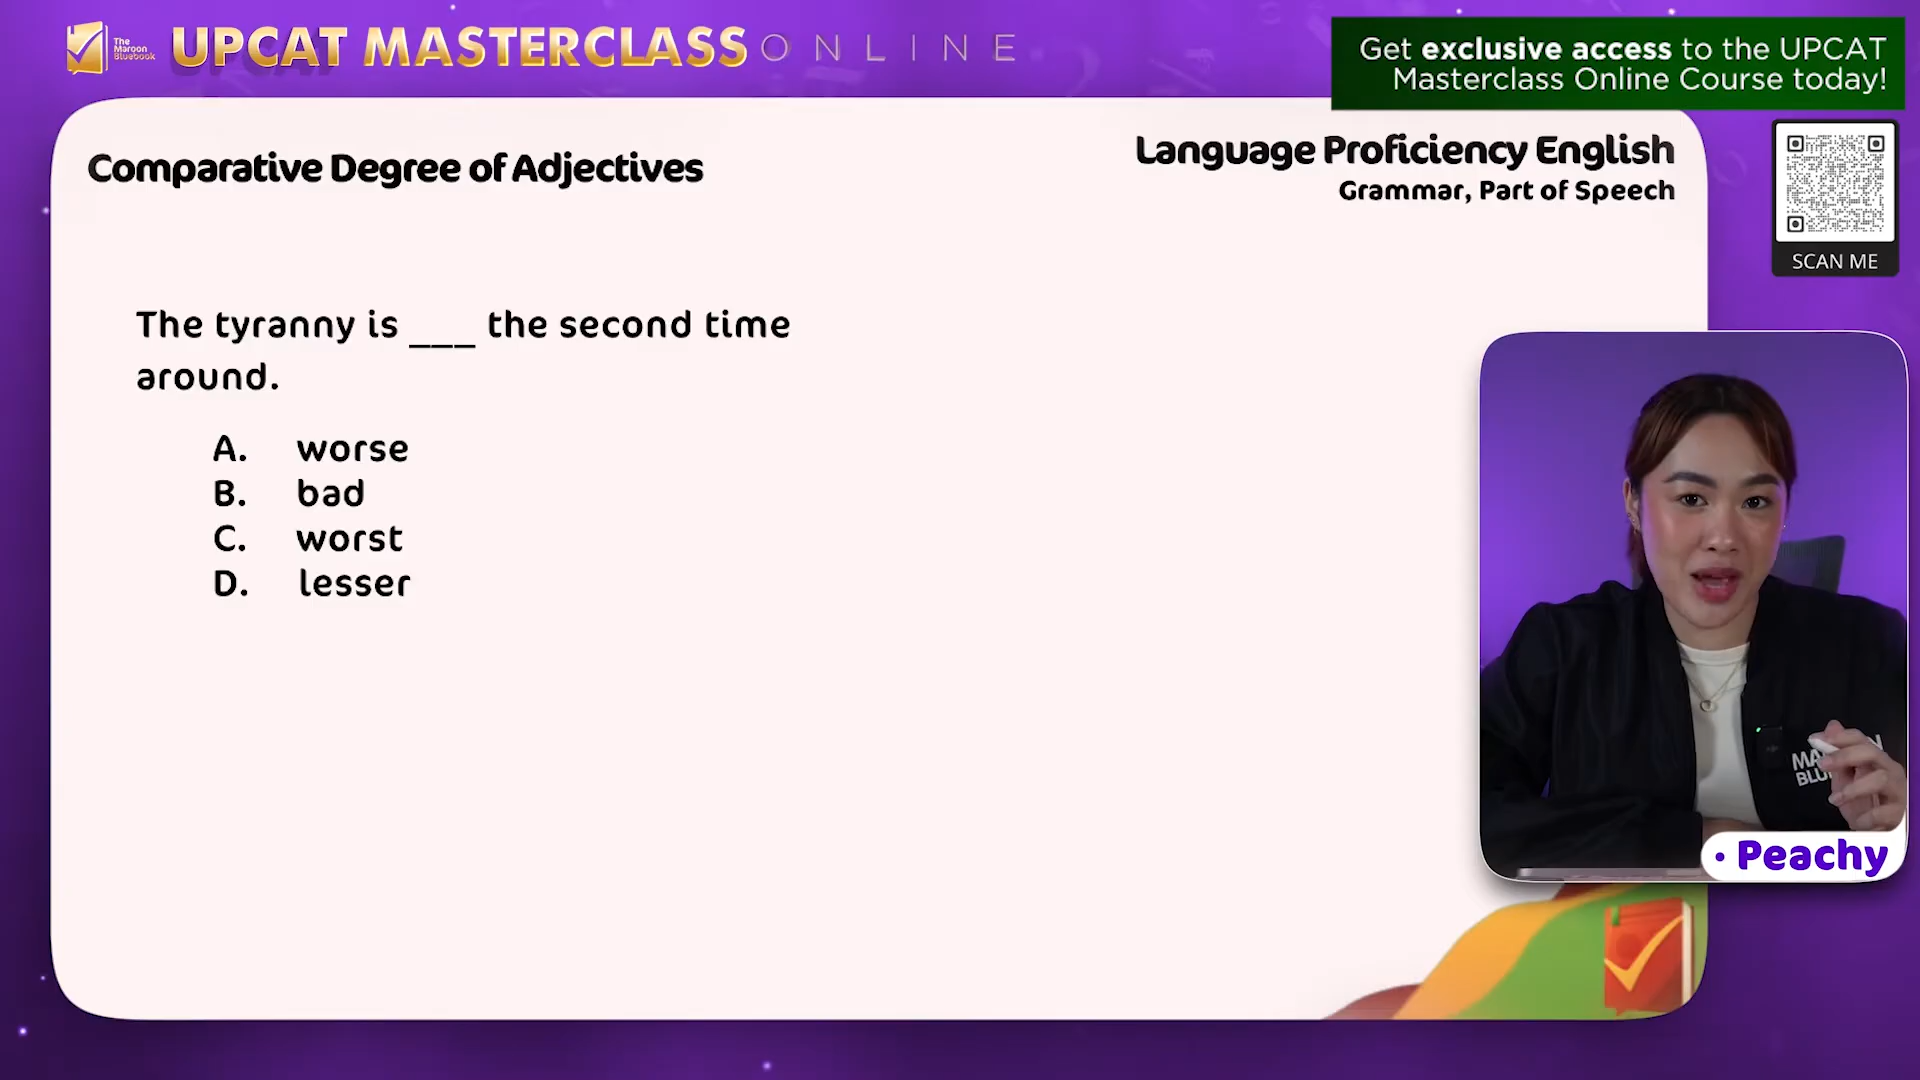 The
Maroon
Bluebook
UPCAT MASTERCLASS ONLINE
Get exclusive access to the UPCAT
Masterclass Online Course today!
SCAN ME
Comparative Degree of Adjectives
Language Proficiency English
Grammar, Part of Speech
The tyranny is ___ the second time
around.
A. worse
B. bad
C. worst
D. lesser
• Peachy